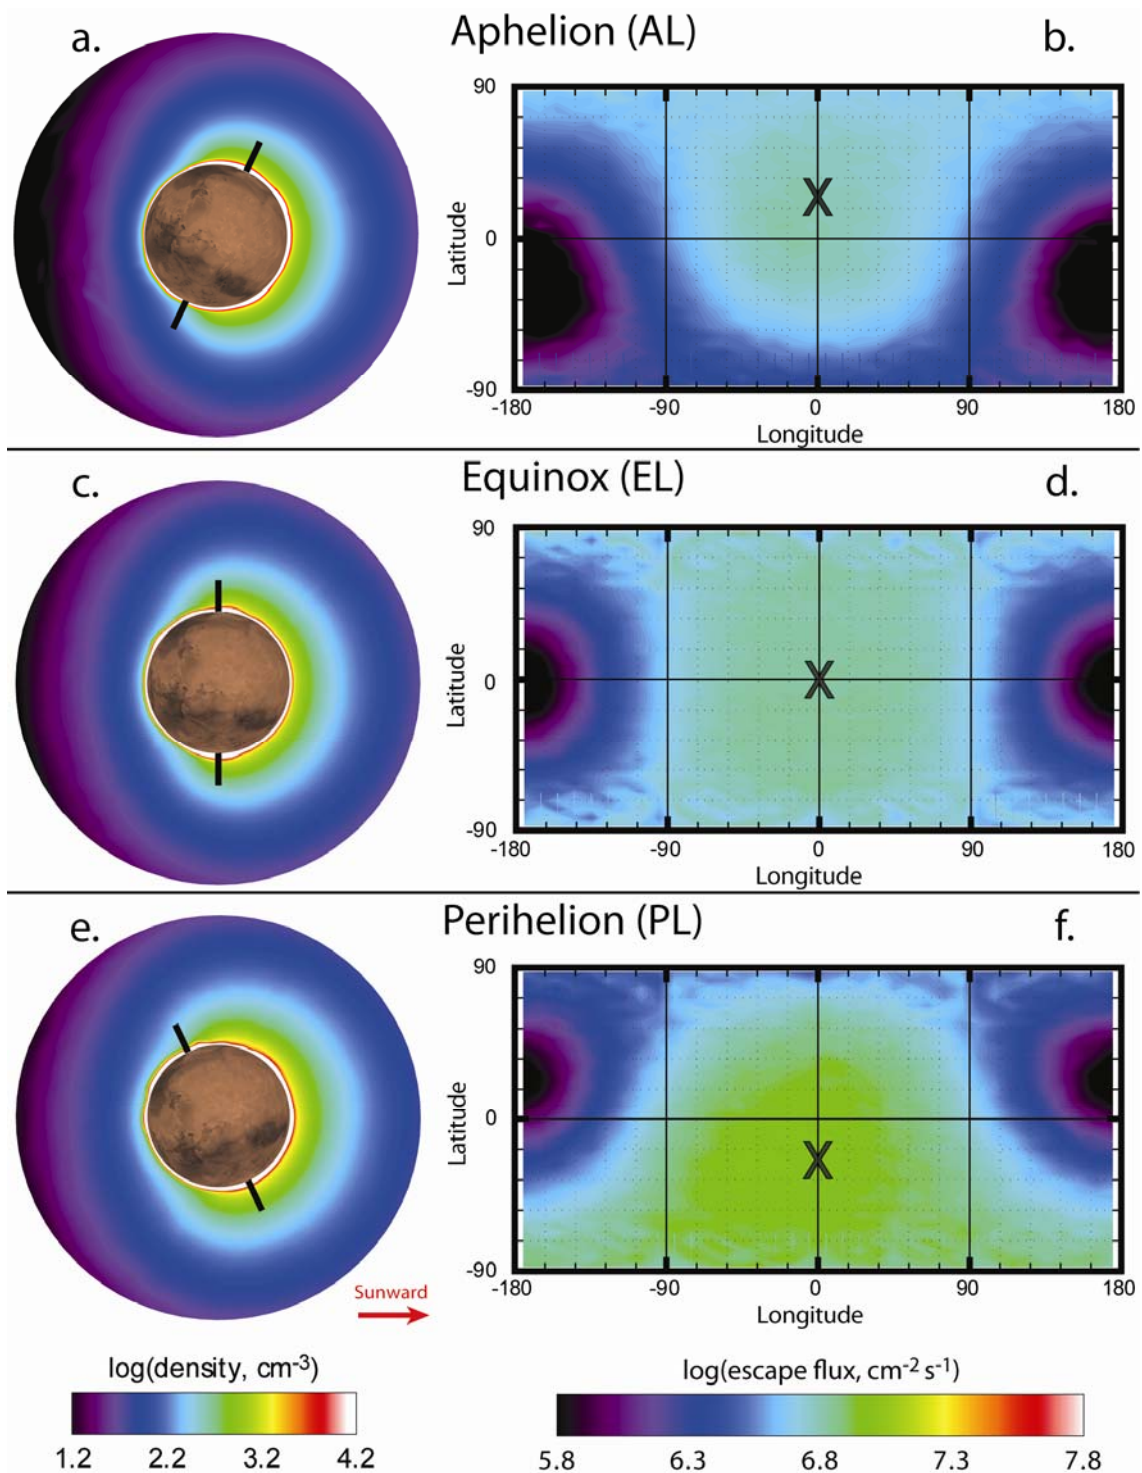 a.
Aphelion (AL)
b.
90
0
-90
Latitude
-180 -90 0 90 180
Longitude
c.
Equinox (EL)
d.
90
0
-90
Latitude
-180 -90 0 90 180
Longitude
e.
Perihelion (PL)
f.
90
0
-90
Latitude
X
X
X
-180 -90 0 90 180
Longitude
Sunward
log(density, cm-3)
1.2 2.2 3.2 4.2
log(escape flux, cm-2 s-1)
5.8 6.3 6.8 7.3 7.8